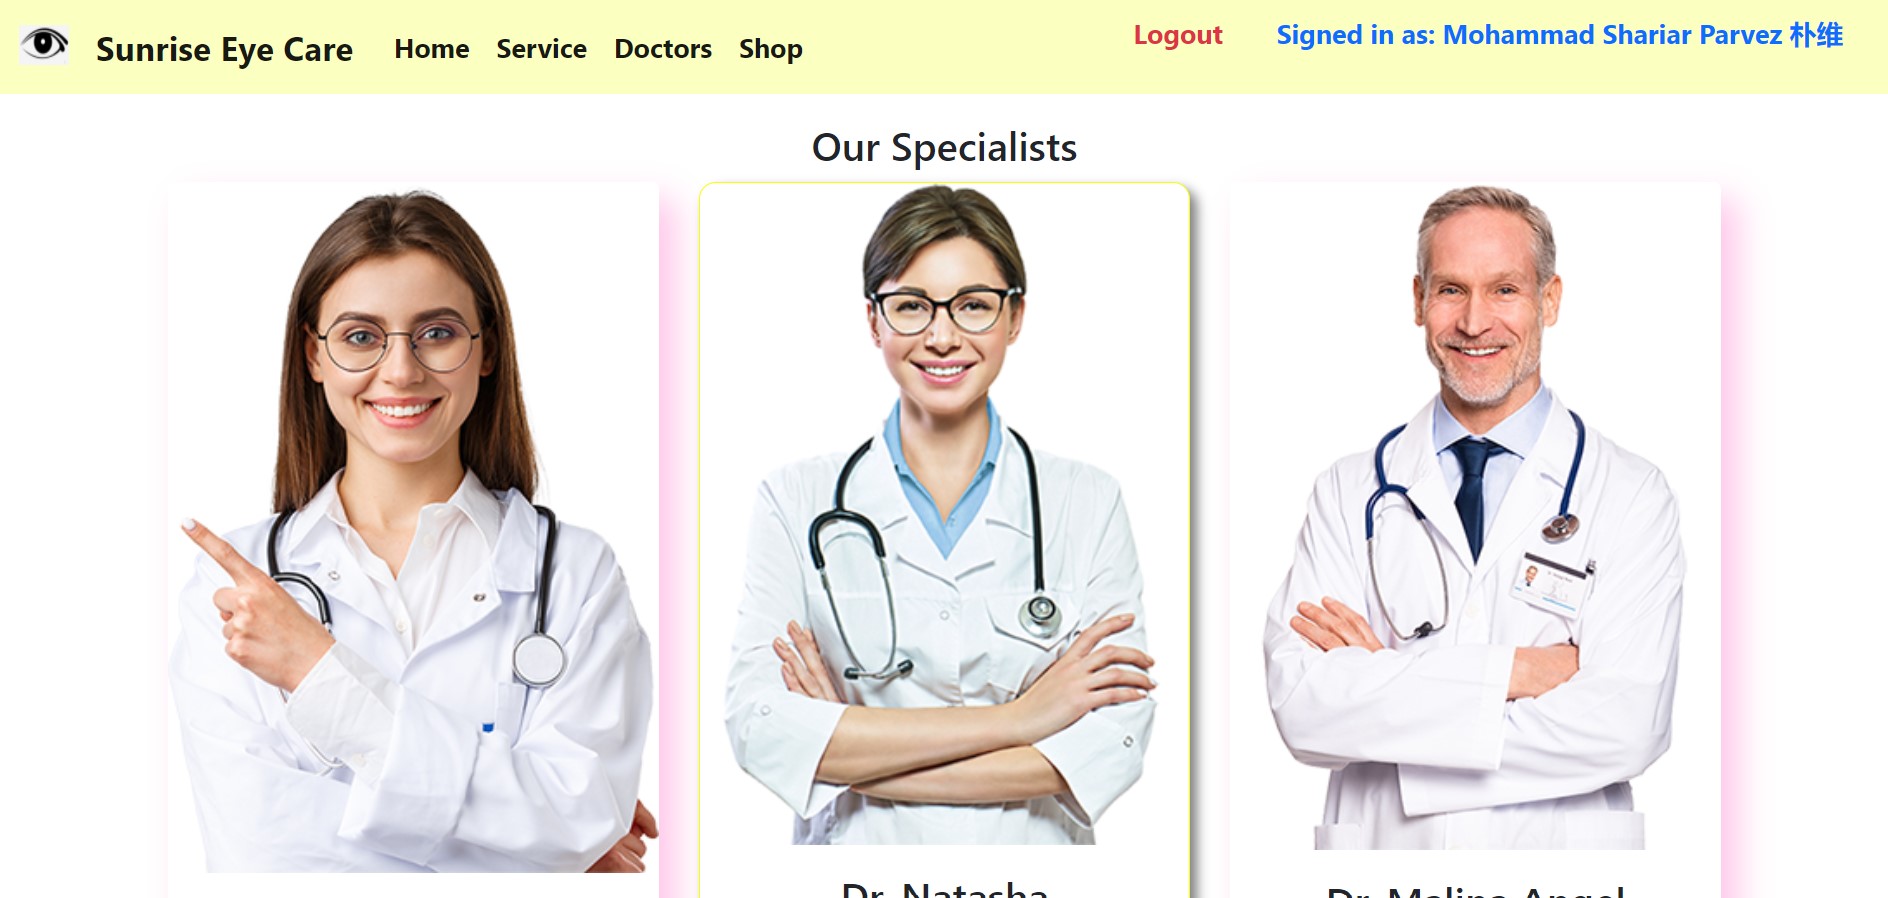 Sunrise Eye Care
Home
Service
Doctors
Shop
Logout
Signed in as: Mohammad Shariar Parvez 朴维
Our Specialists
Dr. Natasha
Dr. Malina Angel